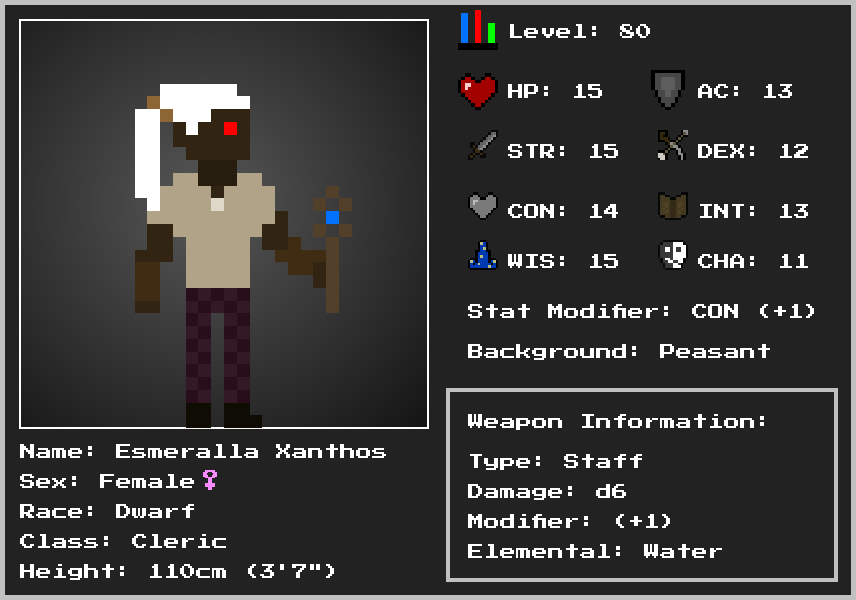 Level: 80
HP: 15
AC: 13
STR: 15
DEX: 12
CON: 14
INT: 13
WIS: 15
CHA: 11
Stat Modifier: CON (+1)
Background: Peasant
Weapon Information:
Type: Staff
Damage: d6
Modifier: (+1)
Elemental: Water
Name: Esmeralla Xanthos
Sex: Female♀
Race: Dwarf
Class: Cleric
Height: 110cm (3'7")